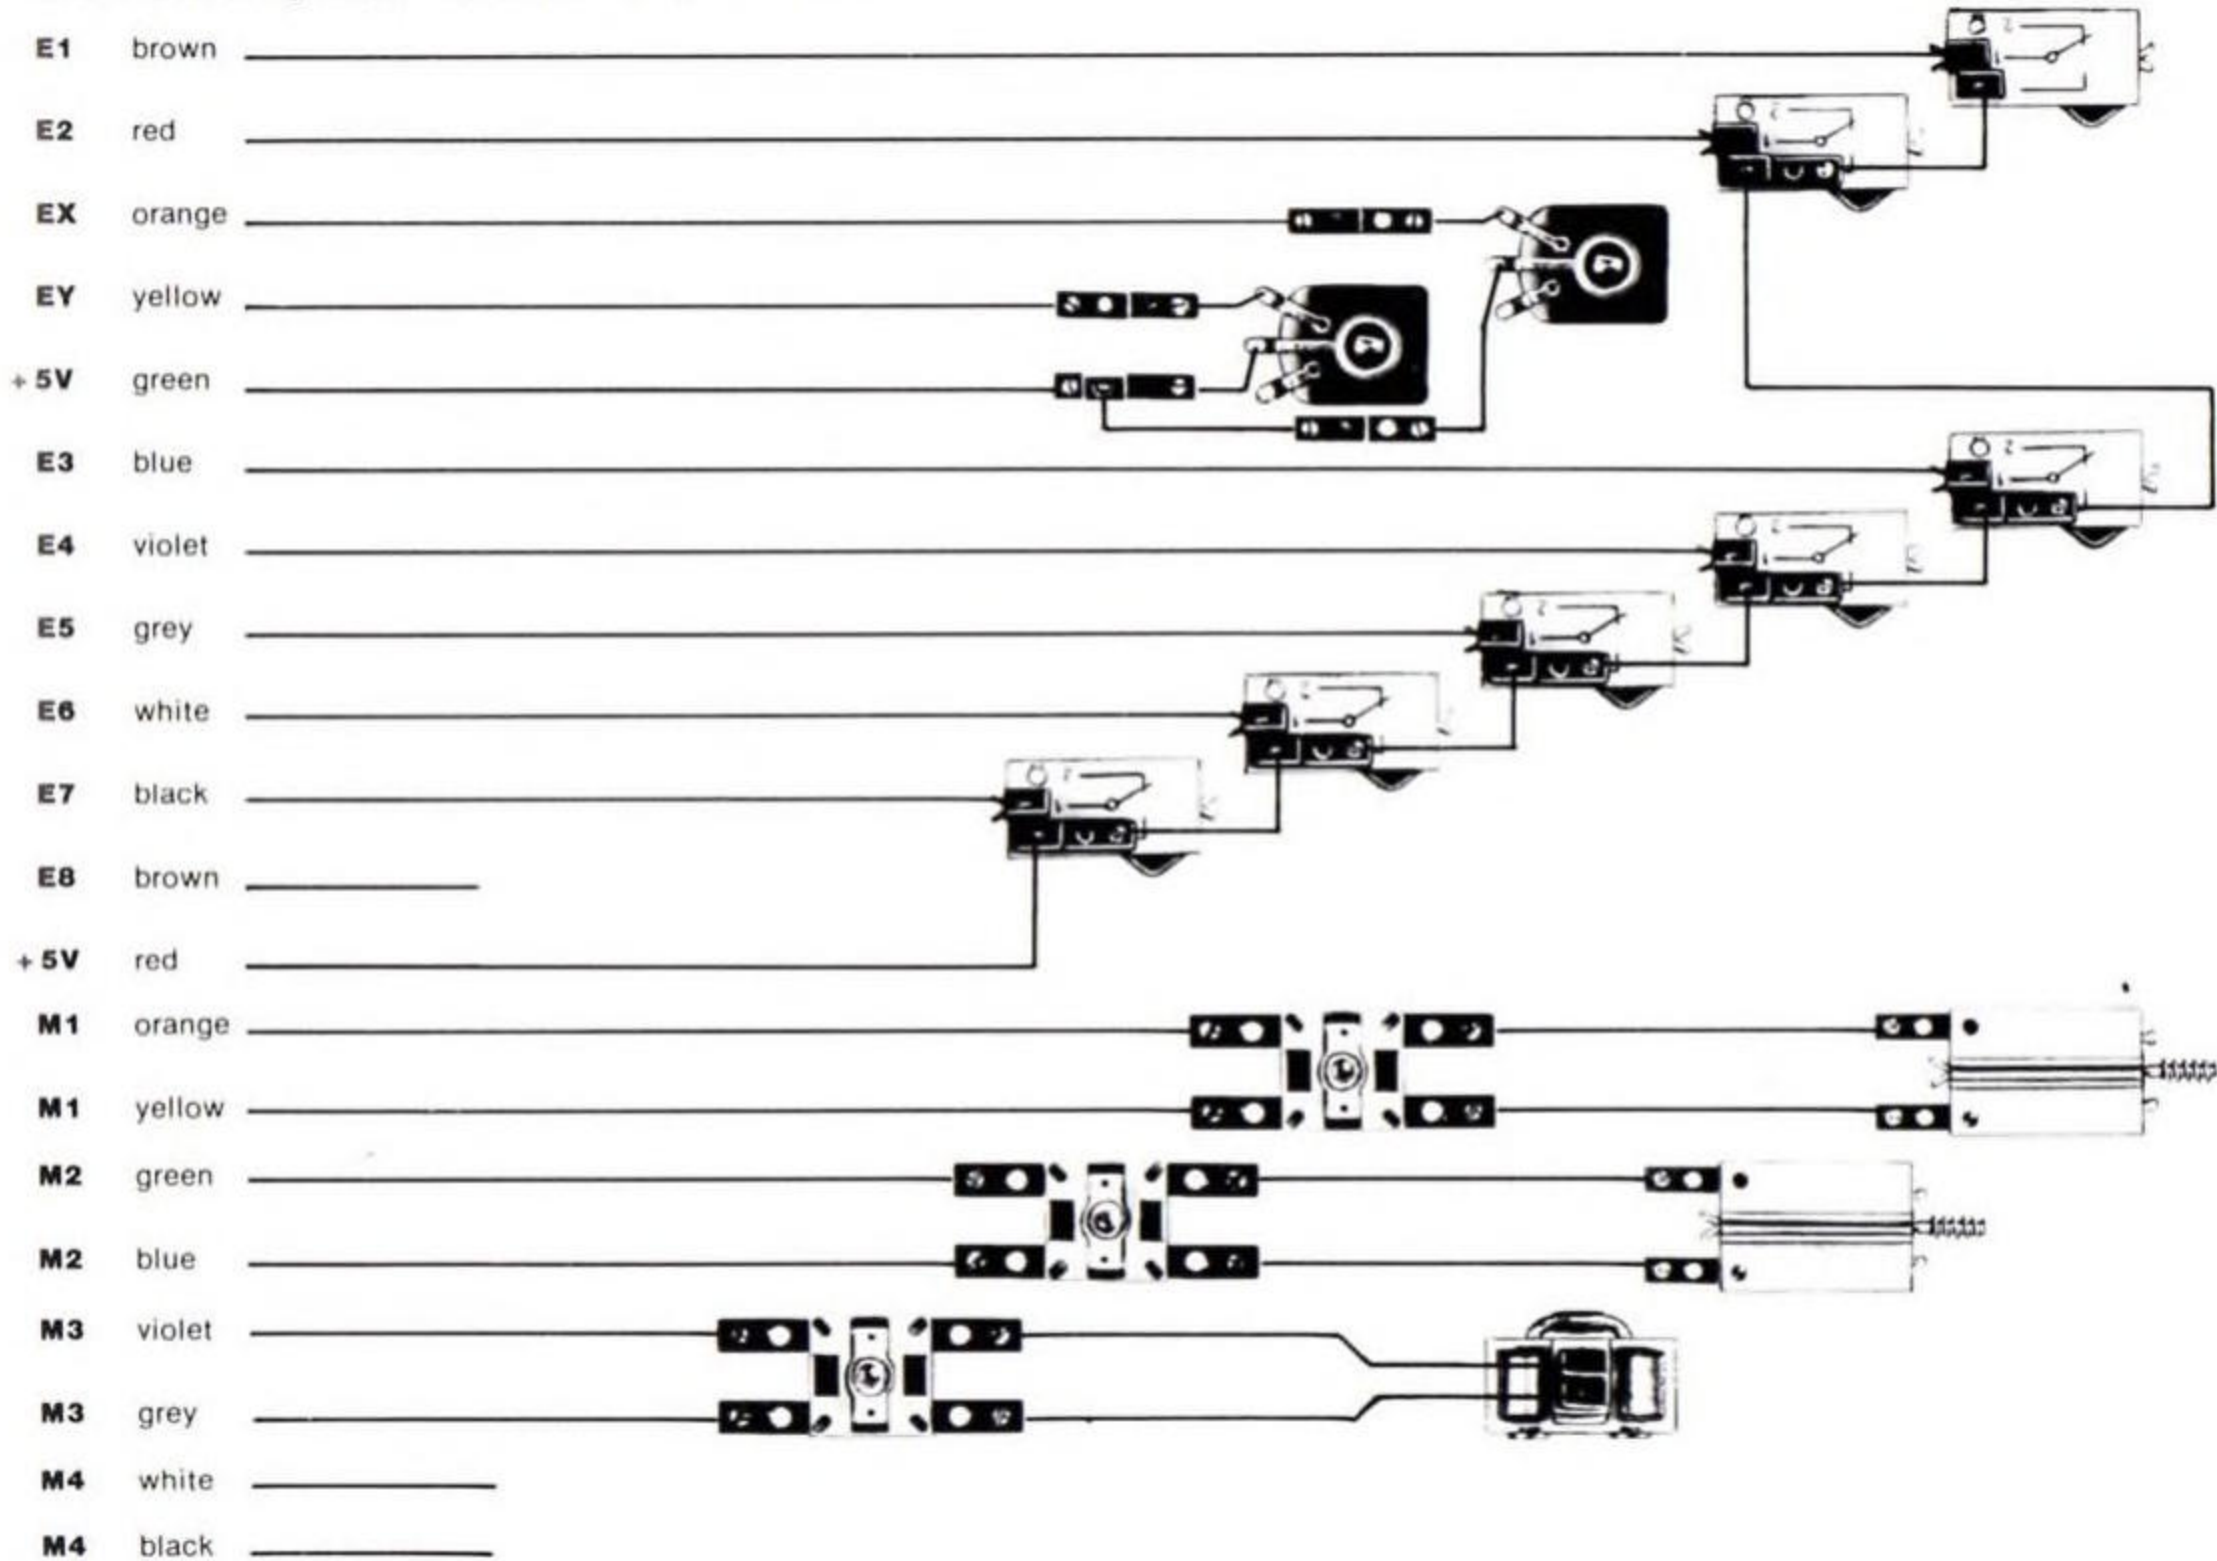 E1 brown
E2 red
EX orange
EY yellow
+ 5V green
E3 blue
E4 violet
E5 grey
E6 white
E7 black
E8 brown
+ 5V red
M1 orange
M1 yellow
M2 green
M2 blue
M3 violet
M3 grey
M4 white
M4 black